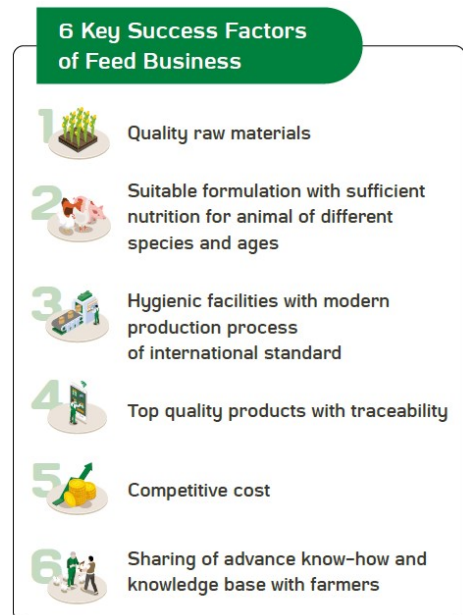 6 Key Success Factors
of Feed Business
1
Quality raw materials
2
Suitable formulation with sufficient
nutrition for animal of different
species and ages
3
Hygienic facilities with modern
production process
of international standard
4
Top quality products with traceability
5
Competitive cost
6
Sharing of advance know-how and
knowledge base with farmers